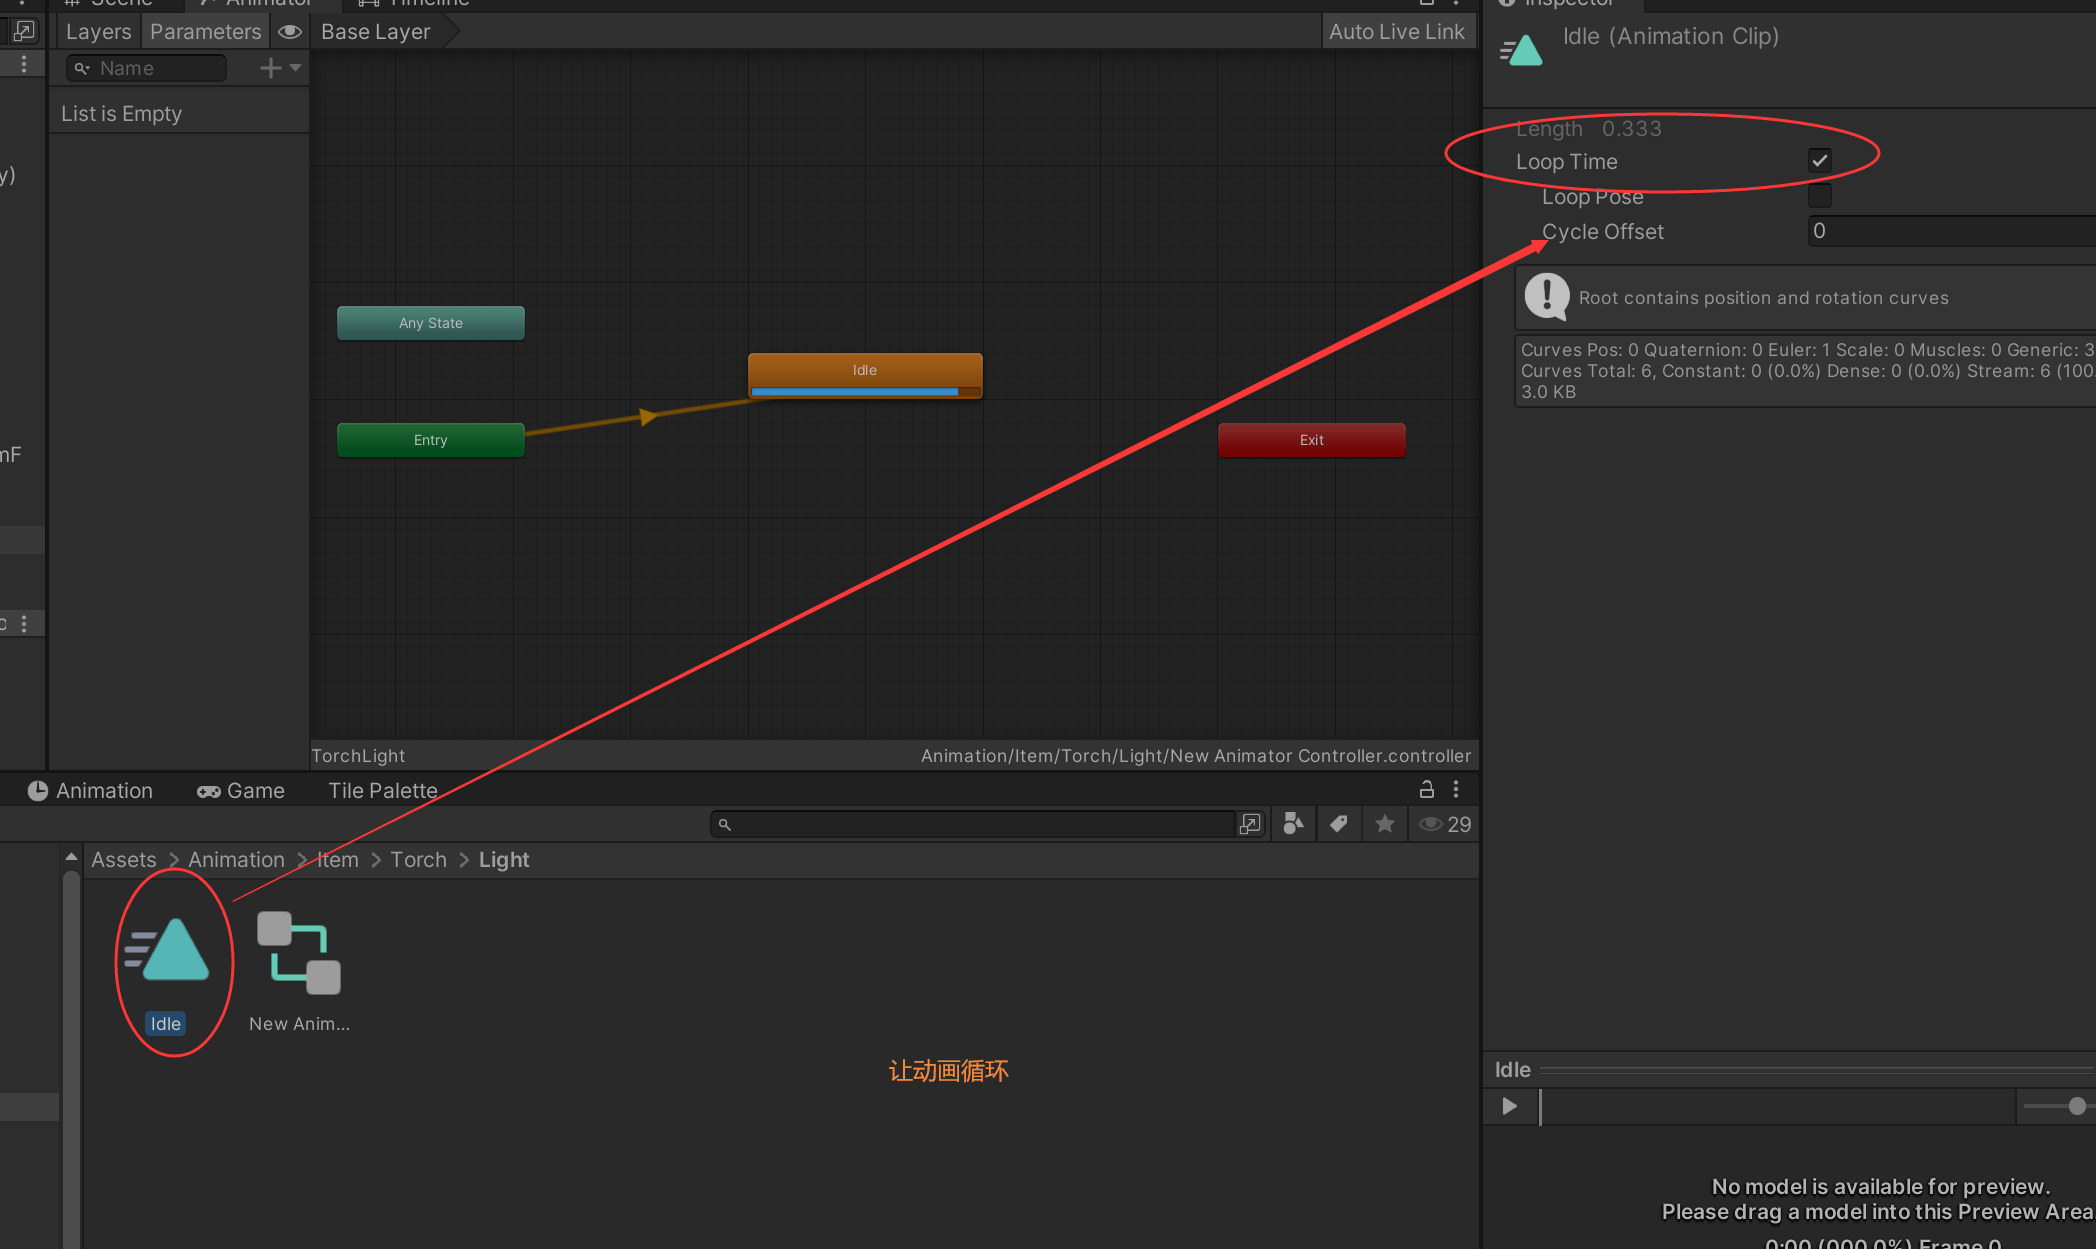 Scene
Animator
Timeline
Inspector
Layers
Parameters
Base Layer
Auto Live Link
Name
List is Empty
Idle (Animation Clip)
Length 0.333
Loop Time
Loop Pose
Cycle Offset
0
Root contains position and rotation curves
Curves Pos: 0 Quaternion: 0 Euler: 1 Scale: 0 Muscles: 0 Generic: 3
Curves Total: 6, Constant: 0 (0.0%) Dense: 0 (0.0%) Stream: 6 (100.
3.0 KB
y)
Any State
Idle
Entry
Exit
mF
TorchLight
Animation/Item/Torch/Light/New Animator Controller.controller
Animation
Game
Tile Palette
29
Assets > Animation > Item > Torch > Light
Idle
New Anim...
让动画循环
Idle
No model is available for preview.
Please drag a model into this Preview Area.
0:00 (000.0%) Frame 0